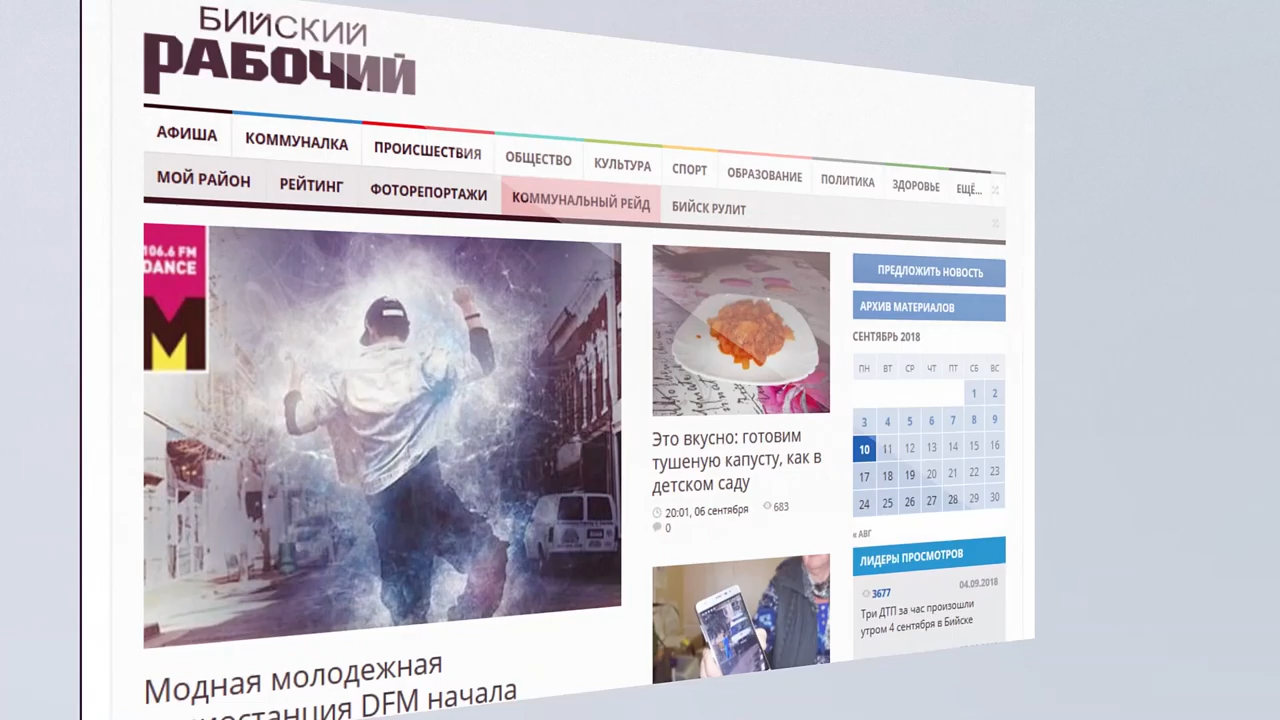 БИЙСКИЙ
РАБОЧИЙ
АФИША КОММУНАЛКА ПРОИСШЕСТВИЯ ОБЩЕСТВО КУЛЬТУРА СПОРТ ОБРАЗОВАНИЕ ПОЛИТИКА ЗДОРОВЬЕ ЕЩЁ...
МОЙ РАЙОН РЕЙТИНГ ФОТОРЕПОРТАЖИ КОММУНАЛЬНЫЙ РЕЙД БИЙСК РУЛИТ
106.6 FM
DANCE
Модная молодежная
DFM начала
Это вкусно: готовим
тушеную капусту, как в
детском саду
20:01, 06 сентября 683
0
ПРЕДЛОЖИТЬ НОВОСТЬ
АРХИВ МАТЕРИАЛОВ
СЕНТЯБРЬ 2018
ПН ВТ СР ЧТ ПТ СБ ВС
1 2
3 4 5 6 7 8 9
10 11 12 13 14 15 16
17 18 19 20 21 22 23
24 25 26 27 28 29 30
« АВГ
ЛИДЕРЫ ПРОСМОТРОВ
3677 04.09.2018
Три ДТП за час произошли
утром 4 сентября в Бийске